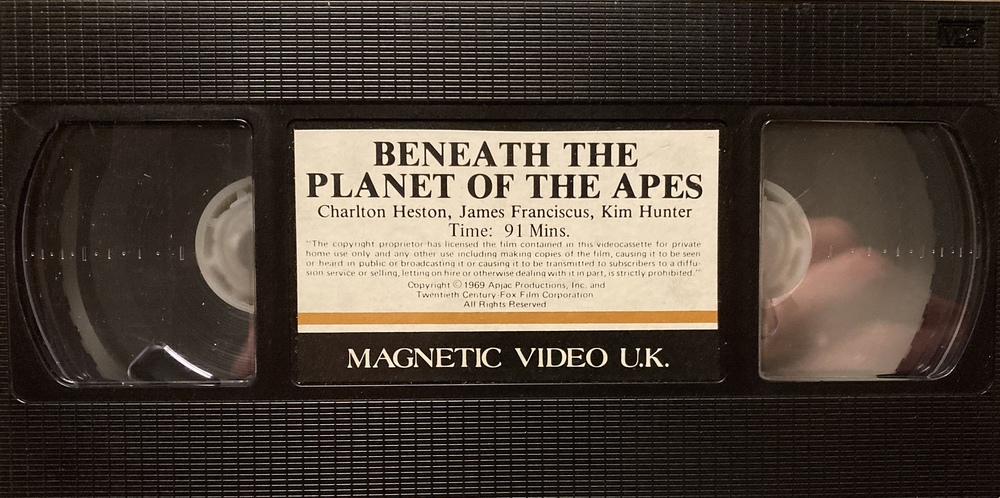 VHS
BENEATH THE
PLANET OF THE APES
Charlton Heston, James Franciscus, Kim Hunter
Time: 91 Mins.
"The copyright proprietor has licensed the film contained in this videocassette for private
home use only and any other use including making copies of the film, causing it to be seen
or heard in public or broadcasting it or causing it to be transmitted to subscribers to a diffu-
sion service or selling, letting on hire or otherwise dealing with it in part, is strictly prohibited."
Copyright © 1969 Apjac Productions, Inc. and
Twentieth Century-Fox Film Corporation
All Rights Reserved
MAGNETIC VIDEO U.K.